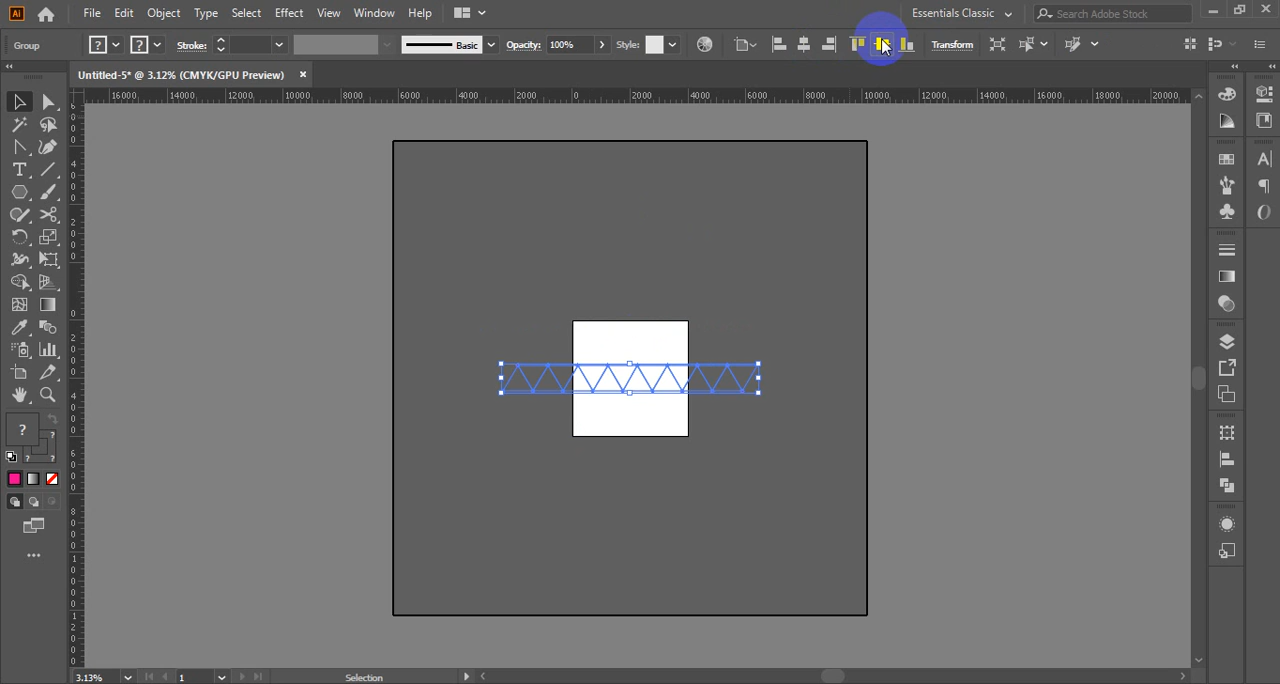 Ai File Edit Object Type Select Effect View Window Help Essentials Classic Search Adobe Stock
Group ? ? Stroke: Basic Opacity: 100% Style: Transform
Untitled-5* @ 3.12% (CMYK/GPU Preview) ×
16000 14000 12000 10000 8000 6000 4000 2000 0 2000 4000 6000 8000 10000 12000 14000 16000 18000 20000
3.13% 1 Selection